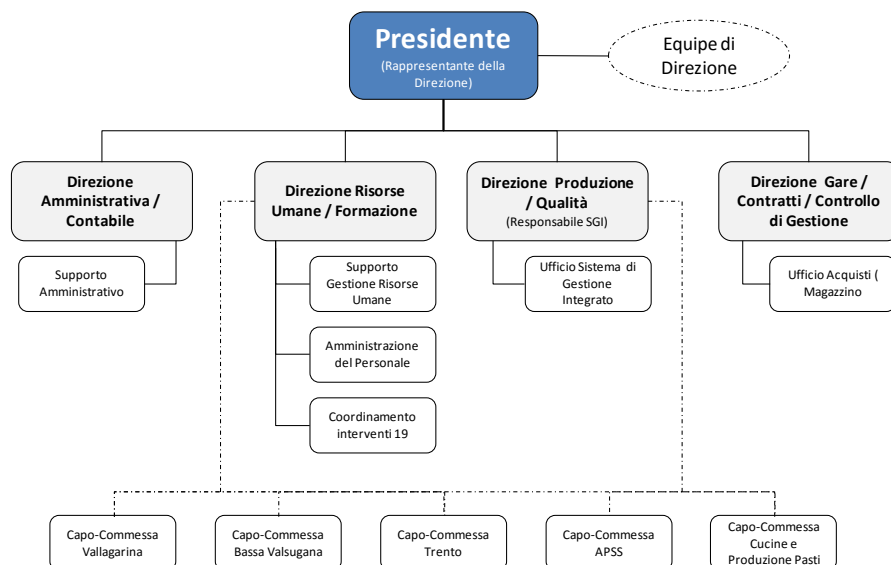 Presidente
(Rappresentante della
Direzione)
Equipe di
Direzione
Direzione
Amministrativa /
Contabile
Direzione Risorse
Umane / Formazione
Direzione Produzione
/ Qualità
(Responsabile SGI)
Direzione Gare /
Contratti / Controllo
di Gestione
Supporto
Amministrativo
Supporto
Gestione Risorse
Umane
Ufficio Sistema di
Gestione
Integrato
Ufficio Acquisti (
Magazzino
Amministrazione
del Personale
Coordinamento
interventi 19
Capo-Commessa
Vallagarina
Capo-Commessa
Bassa Valsugana
Capo-Commessa
Trento
Capo-Commessa
APSS
Capo-Commessa
Cucine e
Produzione Pasti